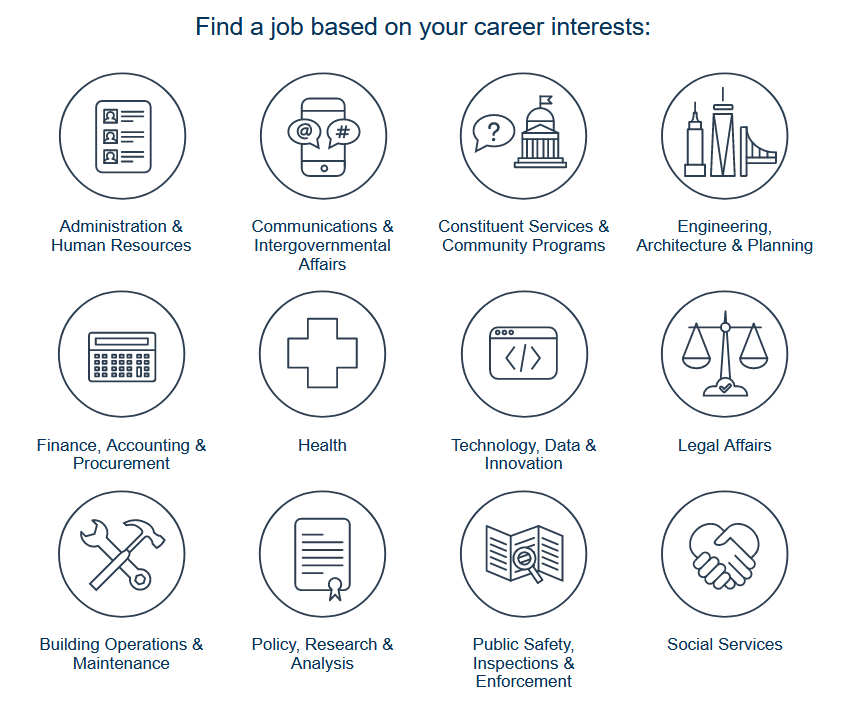 Find a job based on your career interests:
@
#
?
Administration &
Human Resources
Communications &
Intergovernmental
Affairs
Constituent Services &
Community Programs
Engineering,
Architecture & Planning
</>
Finance, Accounting &
Procurement
Health
Technology, Data &
Innovation
Legal Affairs
Building Operations &
Maintenance
Policy, Research &
Analysis
Public Safety,
Inspections &
Enforcement
Social Services